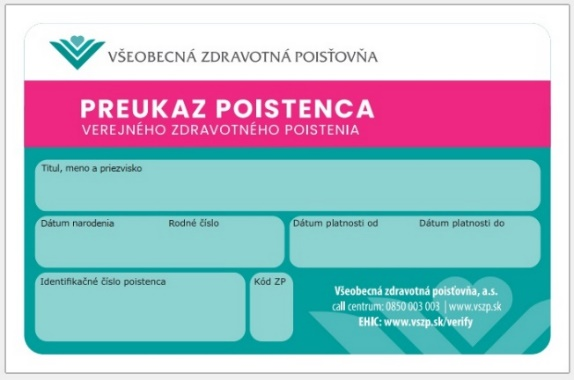 VŠEOBECNÁ ZDRAVOTNÁ POISŤOVŇA
PREUKAZ POISTENCA
VEREJNÉHO ZDRAVOTNÉHO POISTENIA
Titul, meno a priezvisko
Dátum narodenia Rodné číslo Dátum platnosti od Dátum platnosti do
Identifikačné číslo poistenca Kód ZP
Všeobecná zdravotná poisťovňa, a.s.
call centrum: 0850 003 003 | www.vszp.sk
EHIC: www.vszp.sk/verify